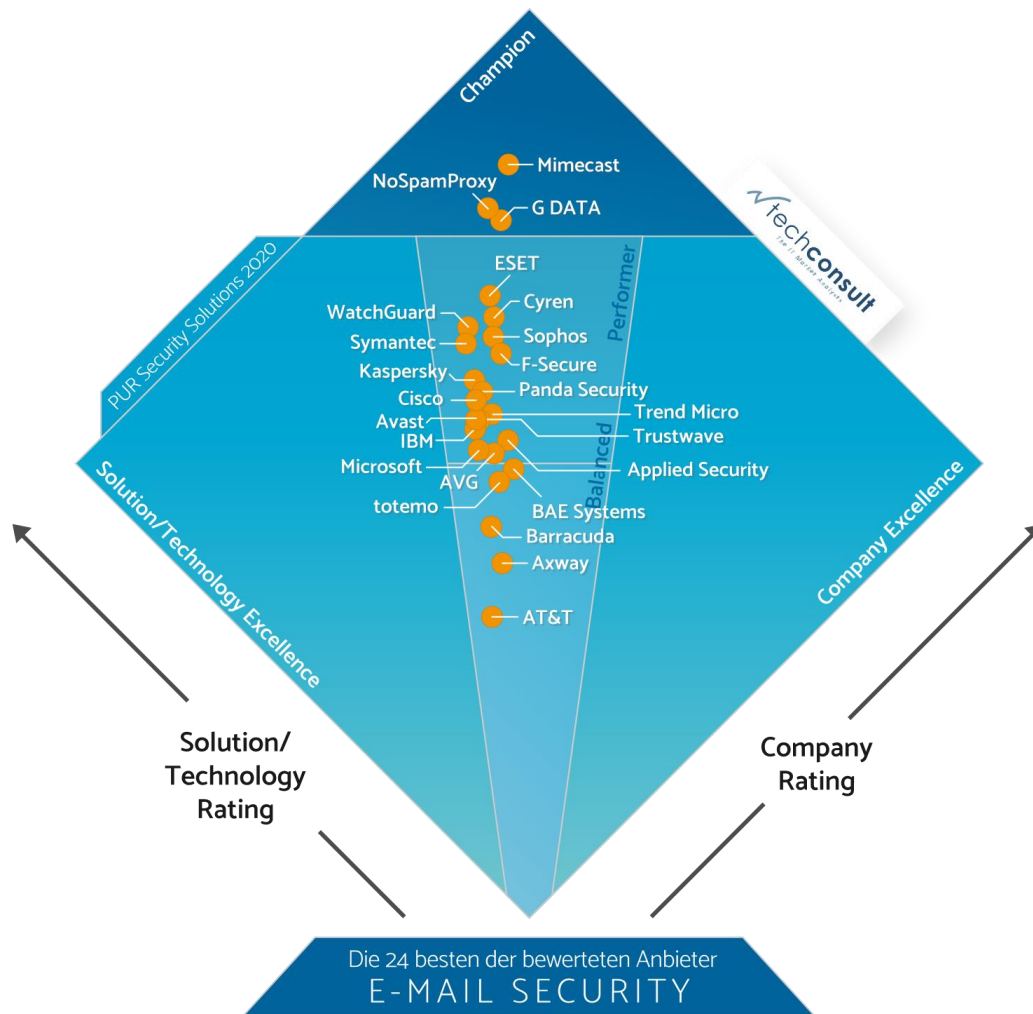 Champion
Mimecast
NoSpamProxy
G DATA
techconsult
The IT Market Analysts
PUR Security Solutions 2020
Performer
ESET
Cyren
WatchGuard
Sophos
Symantec
F-Secure
Kaspersky
Panda Security
Cisco
Trend Micro
Avast
Trustwave
IBM
Balanced
Microsoft
Applied Security
AVG
totemo
BAE Systems
Barracuda
Axway
AT&T
Solution/Technology Excellence
Company Excellence
Solution/
Technology
Rating
Company
Rating
Die 24 besten der bewerteten Anbieter
E-MAIL SECURITY